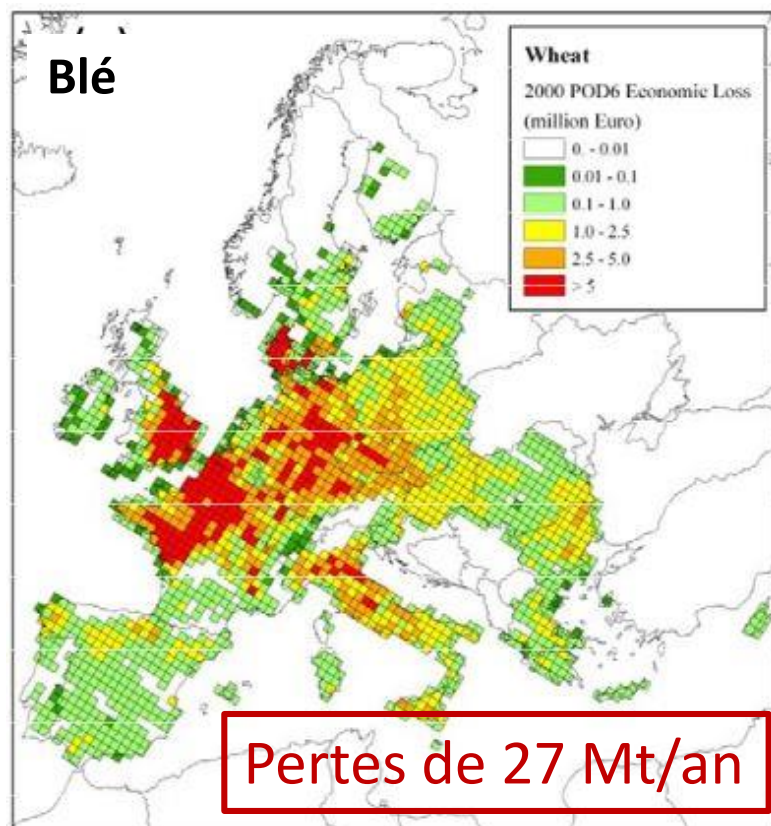 Blé
Wheat
2000 POD6 Economic Loss
(million Euro)
0. - 0.01
0.01 - 0.1
0.1 - 1.0
1.0 - 2.5
2.5 - 5.0
> 5
Pertes de 27 Mt/an